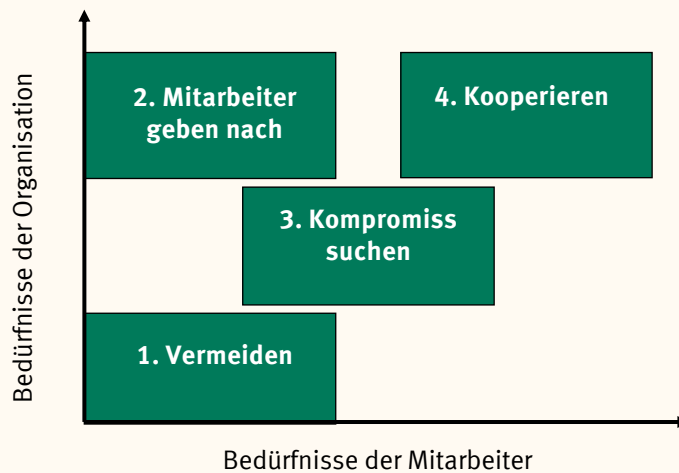 Bedürfnisse der Organisation
2. Mitarbeiter
geben nach
4. Kooperieren
3. Kompromiss
suchen
1. Vermeiden
Bedürfnisse der Mitarbeiter